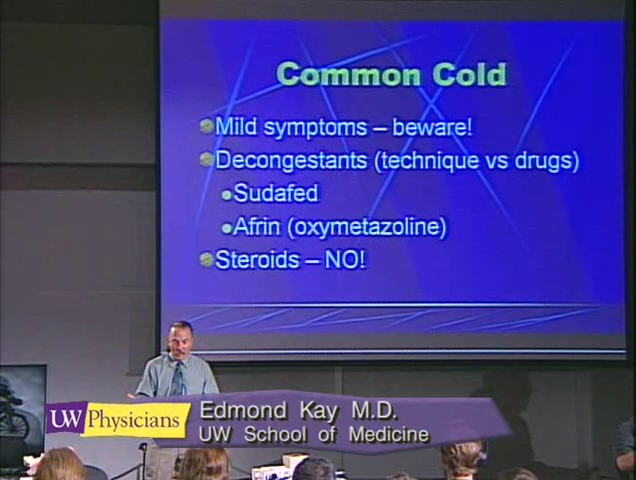 Common Cold
Mild symptoms – beware!
Decongestants (technique vs drugs)
Sudafed
Afrin (oxymetazoline)
Steroids – NO!
UW Physicians
Edmond Kay M.D.
UW School of Medicine